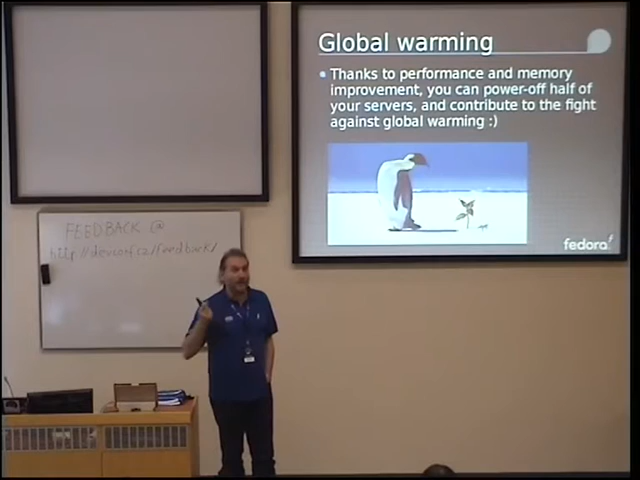 Global warming
Thanks to performance and memory
improvement, you can power-off half of
your servers, and contribute to the fight
against global warming :)
fedora
FEEDBACK @
http://devconf.cz/feedback/